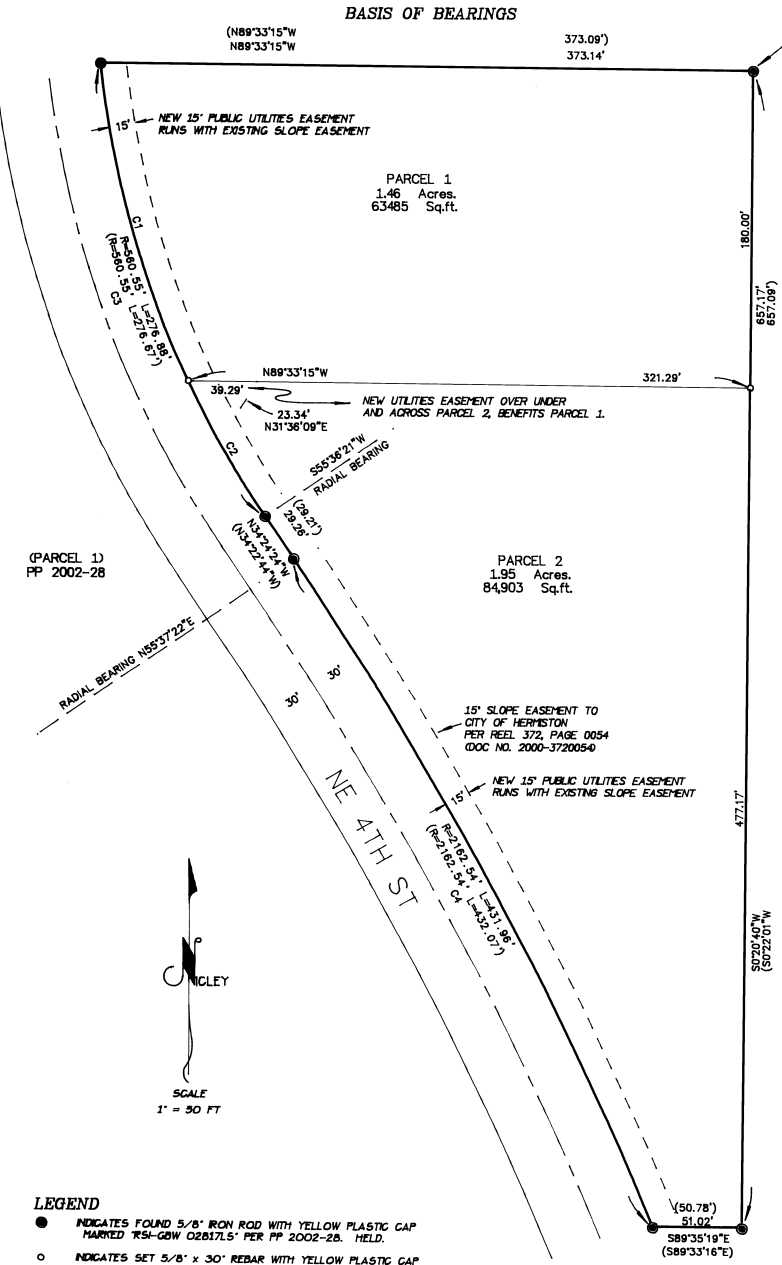 BASIS OF BEARINGS
(N89°33'15"W
373.09')
N89°33'15"W
373.14'
15'
NEW 15' PUBLIC UTILITIES EASEMENT
RUNS WITH EXISTING SLOPE EASEMENT
PARCEL 1
1.46 Acres.
63485 Sq.ft.
C1
R=560.55' L=276.88'
(R=560.55' L=276.67')
C3
180.00'
657.17'
657.09')
N89°33'15"W
321.29'
39.29'
NEW UTILITIES EASEMENT OVER UNDER
AND ACROSS PARCEL 2, BENEFITS PARCEL 1.
23.34'
N31°36'09"E
C2
S55°36'21"W
RADIAL BEARING
(29.21')
29.26'
N34°24'24"W
(N34°22'44"W)
(PARCEL 1)
PP 2002-28
PARCEL 2
1.95 Acres.
84,903 Sq.ft.
RADIAL BEARING N55°37'22"E
30'
30'
15' SLOPE EASEMENT TO
CITY OF HERMISTON
PER REEL 372, PAGE 0054
(DOC NO. 2000-3720054)
NEW 15' PUBLIC UTILITIES EASEMENT
RUNS WITH EXISTING SLOPE EASEMENT
15'
477.17'
NE 4TH ST
R=2162.54' L=431.96'
(R=2162.54' L=432.07')
C4
S0°20'40"W
(S0°22'01"W
N
IGLEY
SCALE
1" = 50 FT
(50.78')
51.02'
S89°35'19"E
(S89°33'16"E)
LEGEND
INDICATES FOUND 5/8" IRON ROD WITH YELLOW PLASTIC CAP
MARKED "RSI-GBW 02817LS" PER PP 2002-28. HELD.
INDICATES SET 5/8" x 30" REBAR WITH YELLOW PLASTIC CAP